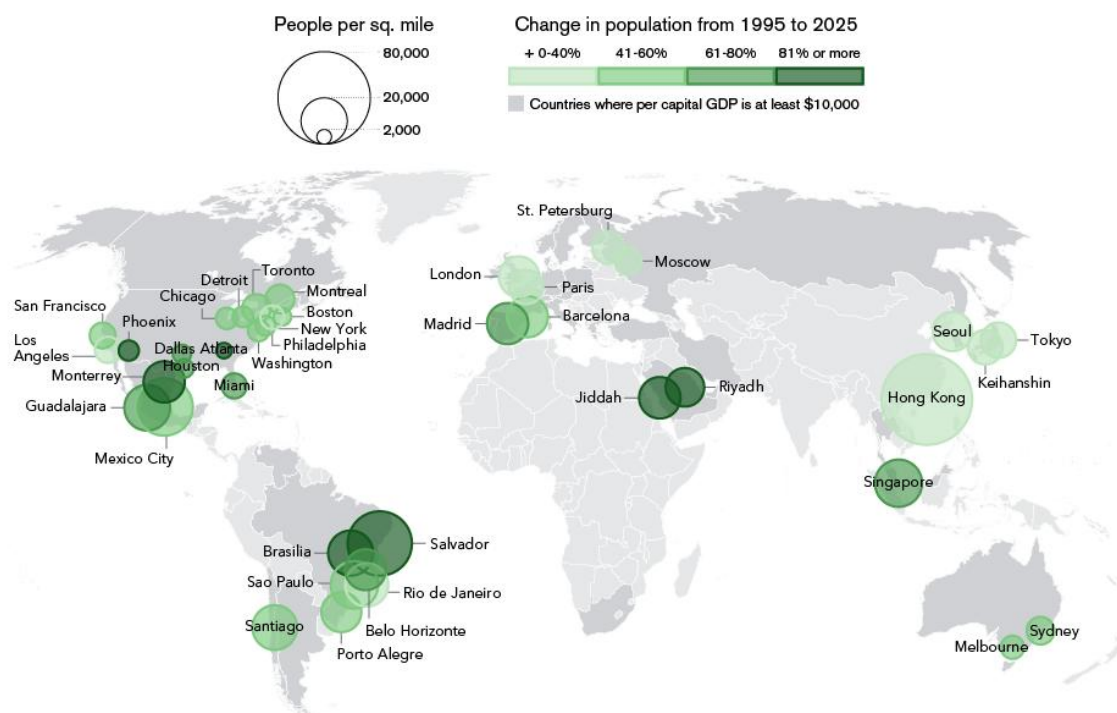 People per sq. mile
80,000
20,000
2,000
Change in population from 1995 to 2025
+ 0-40%
41-60%
61-80%
81% or more
Countries where per capital GDP is at least $10,000
St. Petersburg
Moscow
London
Paris
Madrid
Barcelona
Toronto
Detroit
Montreal
Chicago
San Francisco
Boston
Phoenix
New York
Los
Angeles
Dallas
Atlanta
Philadelphia
Houston
Washington
Monterrey
Miami
Guadalajara
Mexico City
Jiddah
Riyadh
Seoul
Tokyo
Keihanshin
Hong Kong
Singapore
Brasilia
Salvador
Sao Paulo
Rio de Janeiro
Santiago
Belo Horizonte
Porto Alegre
Melbourne
Sydney